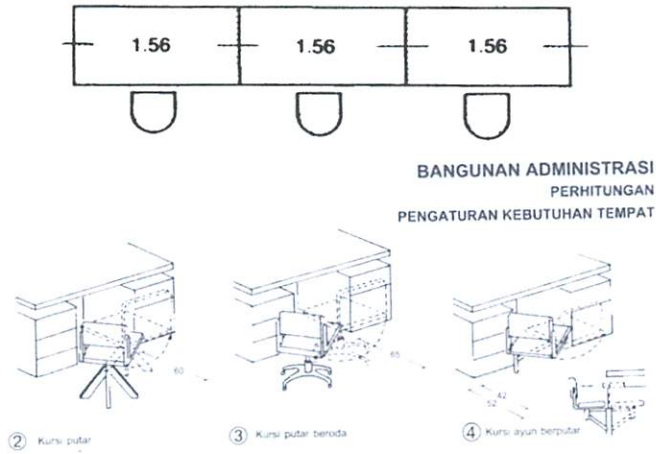 1.56 1.56 1.56
BANGUNAN ADMINISTRASI
PERHITUNGAN
PENGATURAN KEBUTUHAN TEMPAT
60
65
42
52
2 Kursi putar
3 Kursi putar beroda
4 Kursi ayun berputar